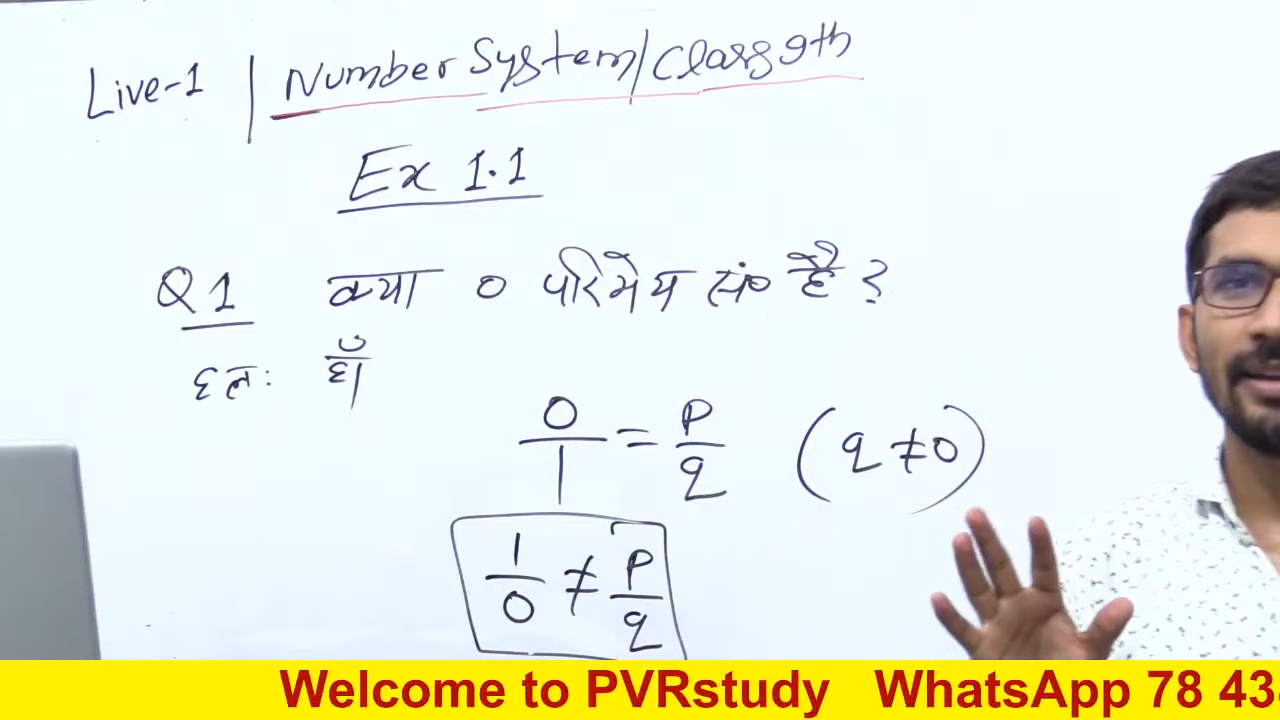 Live-1 | Number System/Class 9th
Ex 1.1
Q1 क्या 0 परिमेय सं० है ?
हल: हाँ
0/1 = p/q (q ≠ 0)
1/0 ≠ p/q
Welcome to PVRstudy WhatsApp 78 43